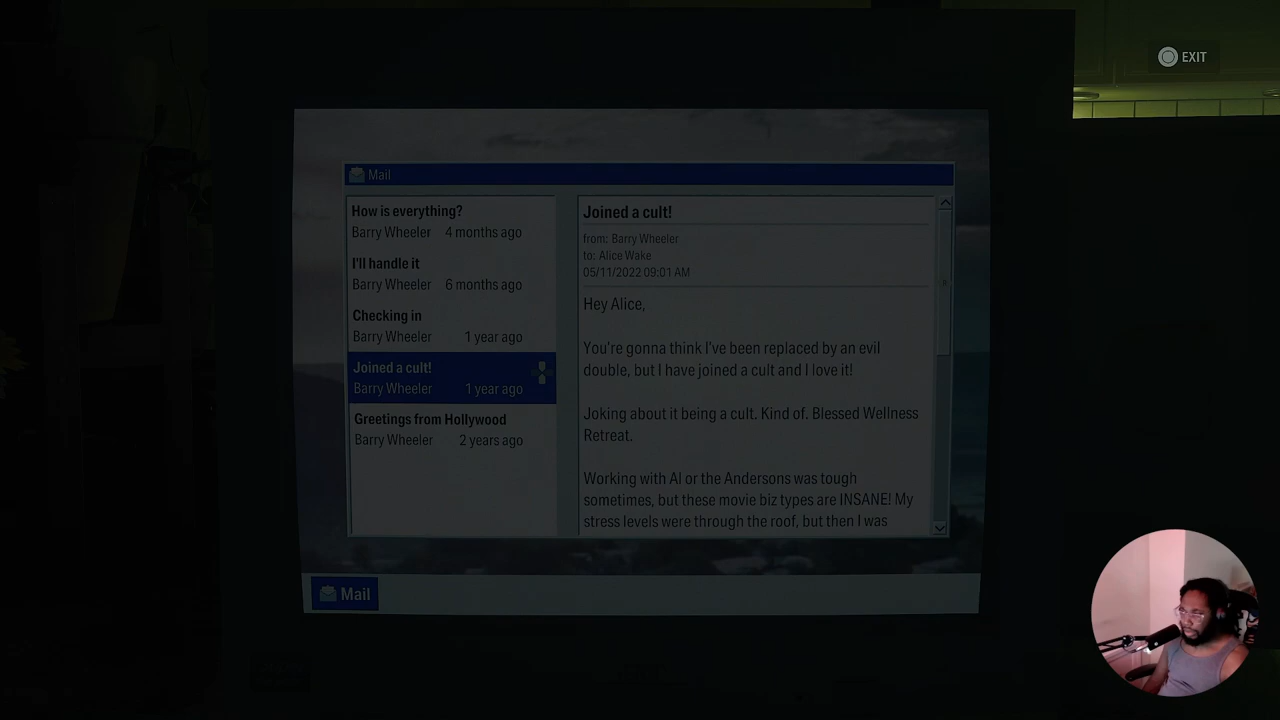 EXIT
Mail
How is everything?
Barry Wheeler 4 months ago
I'll handle it
Barry Wheeler 6 months ago
Checking in
Barry Wheeler 1 year ago
Joined a cult!
Barry Wheeler 1 year ago
Greetings from Hollywood
Barry Wheeler 2 years ago
Joined a cult!
from: Barry Wheeler
to: Alice Wake
05/11/2022 09:01 AM
Hey Alice,
You're gonna think I've been replaced by an evil
double, but I have joined a cult and I love it!
Joking about it being a cult. Kind of. Blessed Wellness
Retreat.
Working with Al or the Andersons was tough
sometimes, but these movie biz types are INSANE! My
stress levels were through the roof, but then I was
Mail